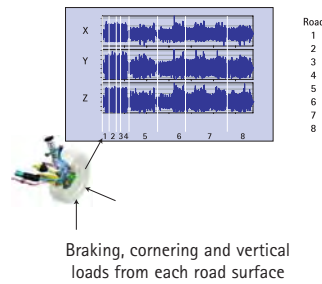 Road
X
1
2
Y
3
4
5
Z
6
7
8
1 2 3 4 5 6 7 8
Braking, cornering and vertical
loads from each road surface